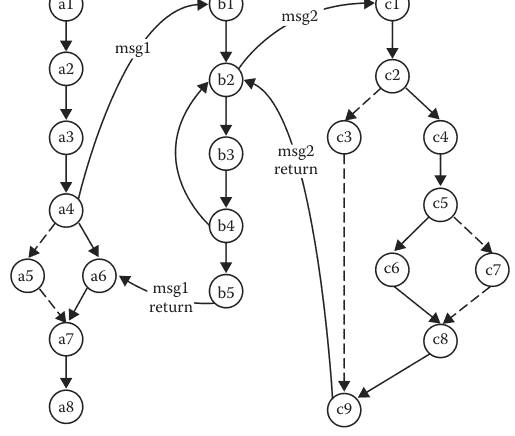 a1
b1
c1
msg2
msg1
a2
b2
c2
a3
c3
c4
b3
msg2
return
a4
c5
b4
a5
a6
c6
c7
msg1
return
b5
a7
c8
a8
c9